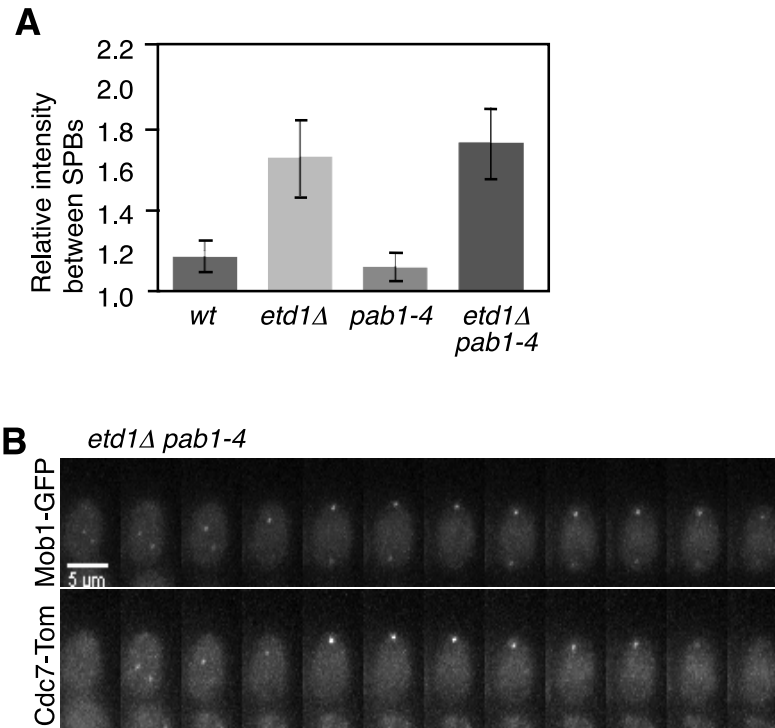 A
2.2
2.0
1.8
1.6
1.4
1.2
1.0
Relative intensity
between SPBs
wt
etd1Δ
pab1-4
etd1Δ
pab1-4
B
etd1Δ pab1-4
Mob1-GFP
5 µm
Cdc7-Tom